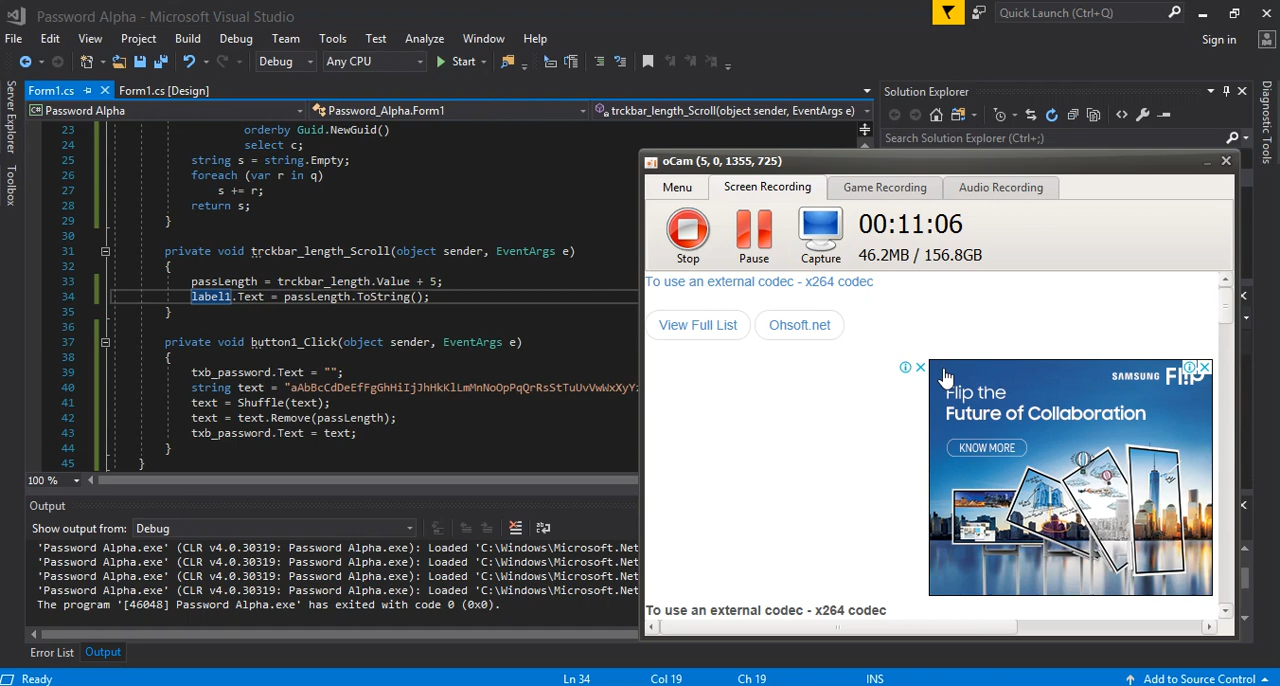 Password Alpha - Microsoft Visual Studio
Quick Launch (Ctrl+Q)
File Edit View Project Build Debug Team Tools Test Analyze Window Help
Sign in
Debug Any CPU Start
Server Explorer
Toolbox
Form1.cs Form1.cs [Design]
Password Alpha Password_Alpha.Form1 trckbar_length_Scroll(object sender, EventArgs e)
23 orderby Guid.NewGuid()
24 select c;
25 string s = string.Empty;
26 foreach (var r in q)
27 s += r;
28 return s;
29 }
30
31 private void trckbar_length_Scroll(object sender, EventArgs e)
32 {
33 passLength = trckbar_length.Value + 5;
34 label1.Text = passLength.ToString();
35 }
36
37 private void button1_Click(object sender, EventArgs e)
38 {
39 txb_password.Text = "";
40 string text = "aAbBcCdDeEfFgGhHiIjJhHkKlLmMnNoOpPqQrRsStTuUvVwWxXyY
41 text = Shuffle(text);
42 text = text.Remove(passLength);
43 txb_password.Text = text;
44 }
45 }
100 %
Output
Show output from: Debug
'Password Alpha.exe' (CLR v4.0.30319: Password Alpha.exe): Loaded 'C:\Windows\Microsoft.Net
'Password Alpha.exe' (CLR v4.0.30319: Password Alpha.exe): Loaded 'C:\Windows\Microsoft.Net
'Password Alpha.exe' (CLR v4.0.30319: Password Alpha.exe): Loaded 'C:\Windows\Microsoft.Net
'Password Alpha.exe' (CLR v4.0.30319: Password Alpha.exe): Loaded 'C:\Windows\Microsoft.Net
The program '[46048] Password Alpha.exe' has exited with code 0 (0x0).
Error List Output
Solution Explorer
Search Solution Explorer (Ctrl+;)
Diagnostic Tools
oCam (5, 0, 1355, 725)
Menu Screen Recording Game Recording Audio Recording
Stop Pause Capture
00:11:06
46.2MB / 156.8GB
To use an external codec - x264 codec
View Full List Ohsoft.net
SAMSUNG Flip
Flip the
Future of Collaboration
KNOW MORE
To use an external codec - x264 codec
Ready Ln 34 Col 19 Ch 19 INS Add to Source Control